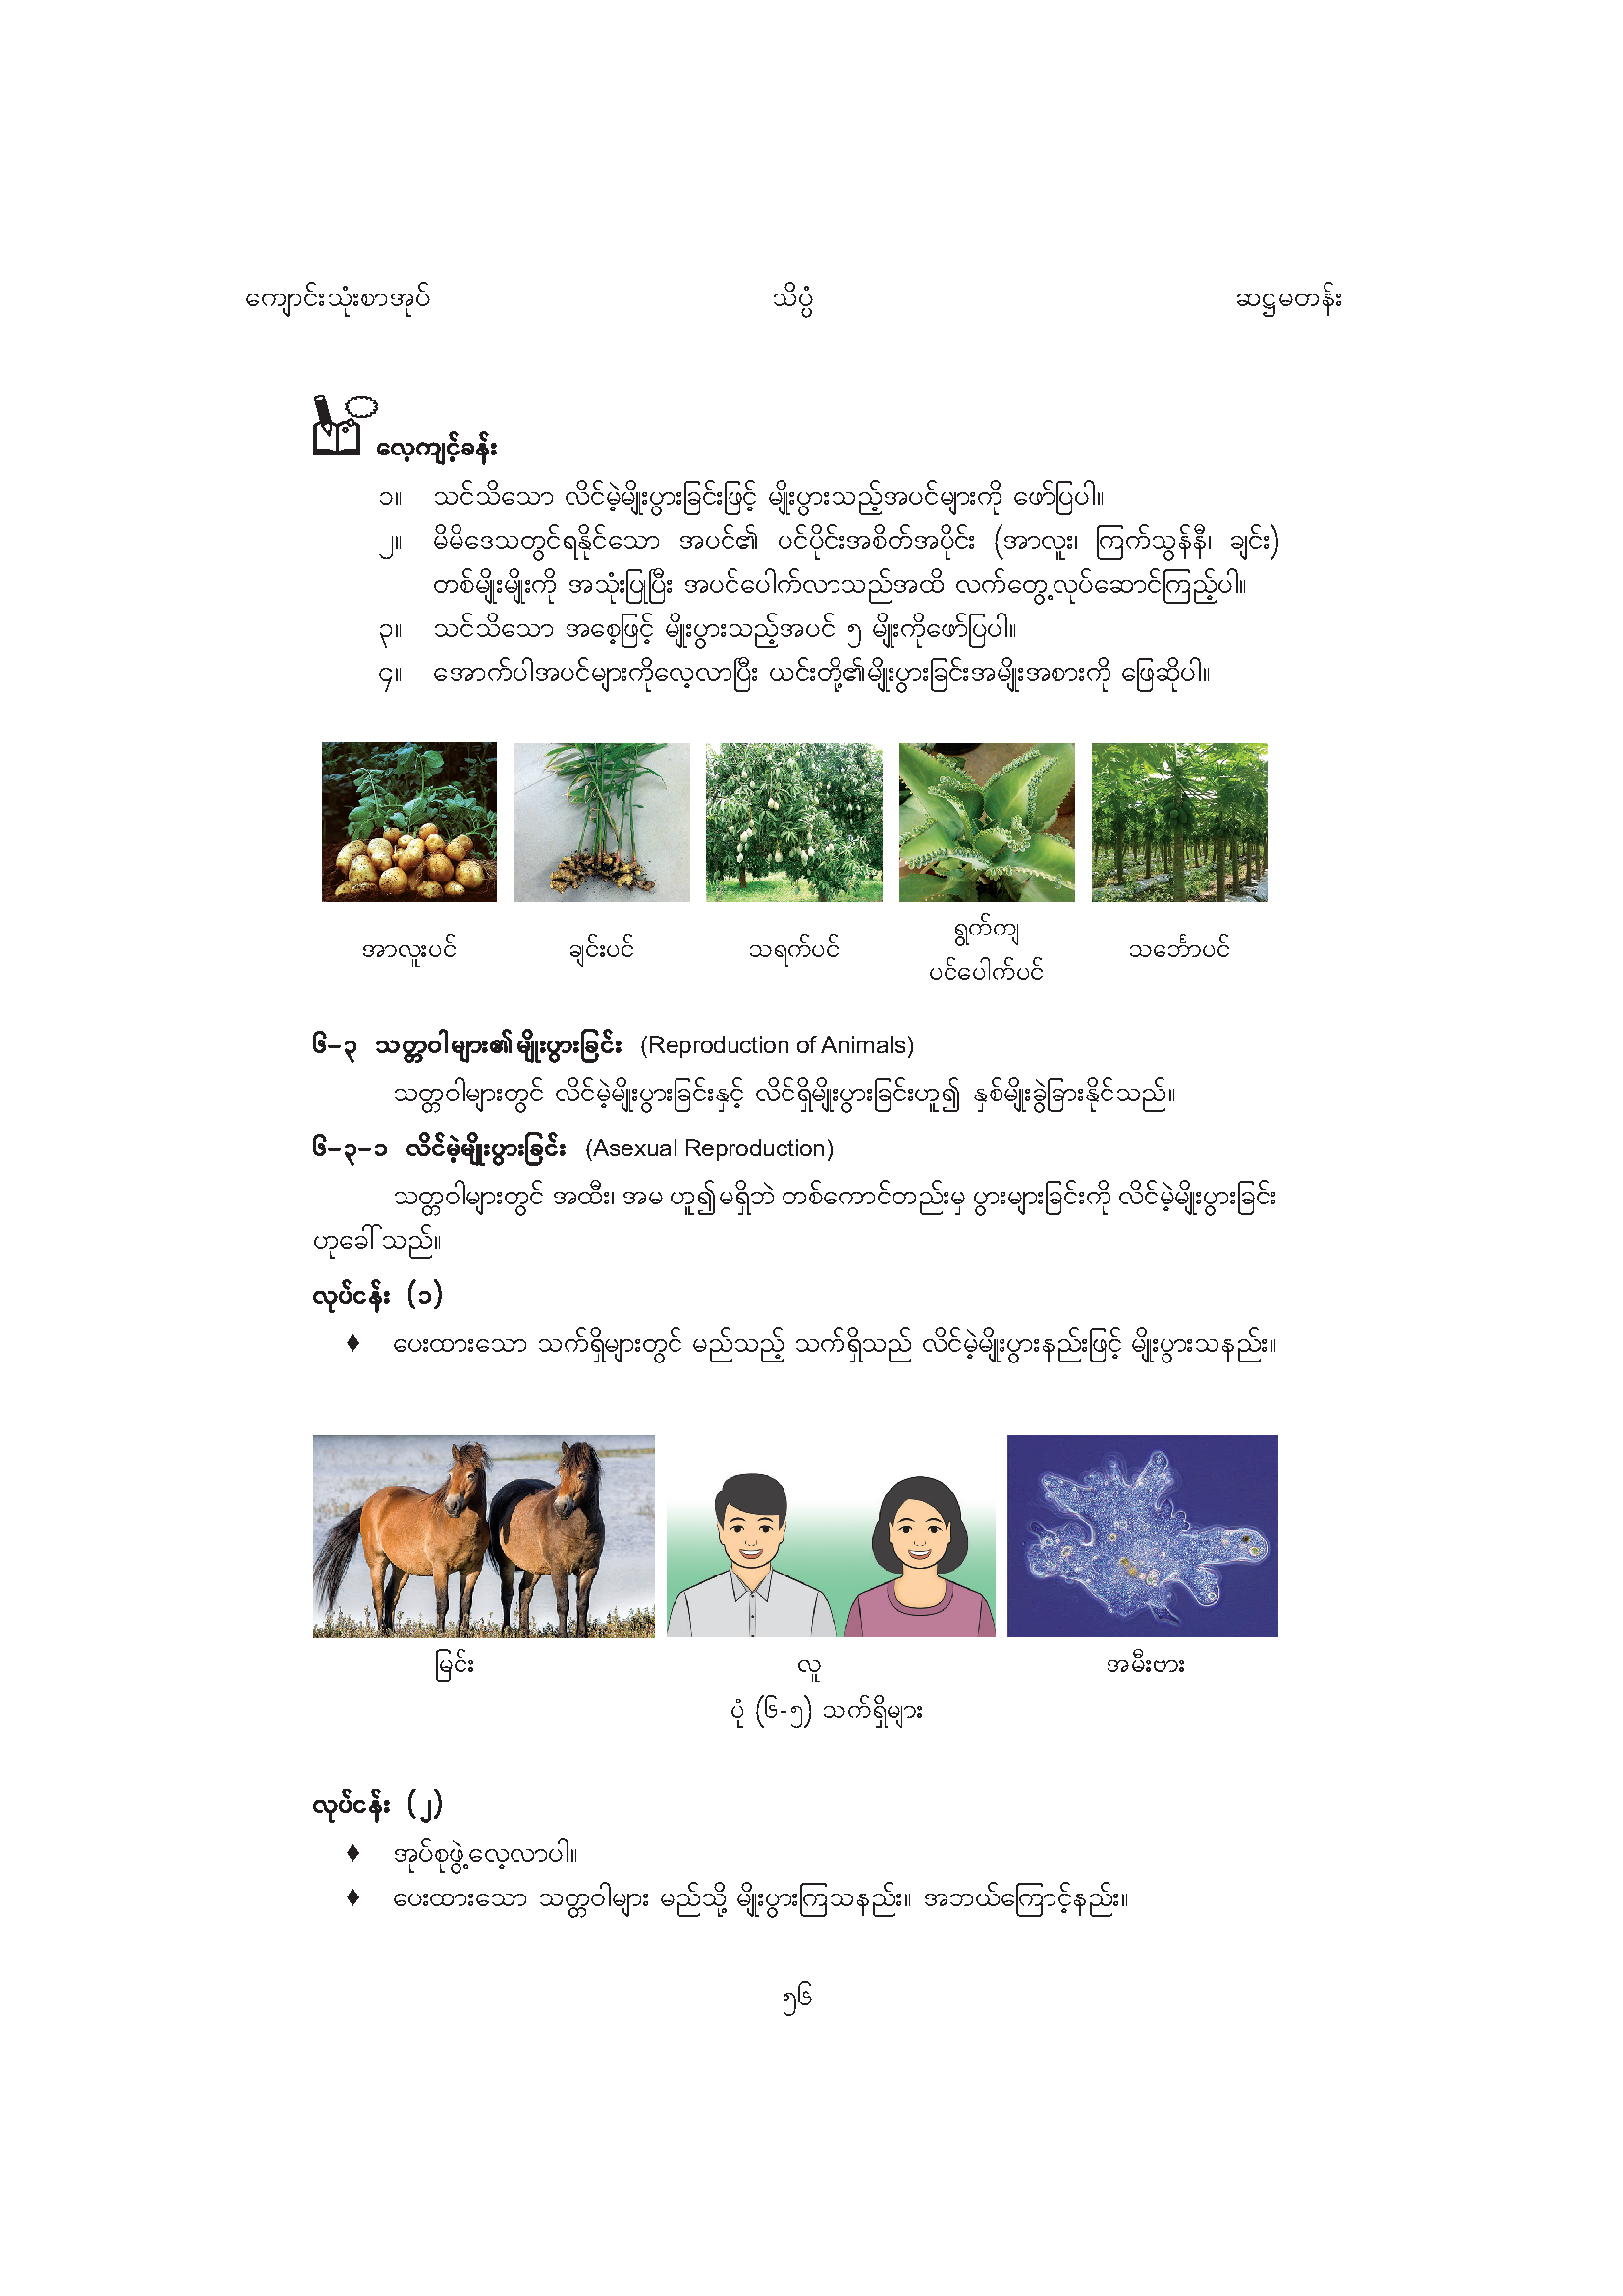 ကျောင်းသုံးစာအုပ် သိပ္ပံ ဆဋ္ဌမတန်း
လေ့ကျင့်ခန်း
၁။ သင်သိသော လိင်မဲ့မျိုးပွားခြင်းဖြင့် မျိုးပွားသည့်အပင်များကို ဖော်ပြပါ။
၂။ မိမိဒေသတွင်ရနိုင်သော အပင်၏ ပင်ပိုင်းအစိတ်အပိုင်း (အာလူး၊ ကြက်သွန်နီ၊ ချင်း)
တစ်မျိုးမျိုးကို အသုံးပြုပြီး အပင်ပေါက်လာသည်အထိ လက်တွေ့လုပ်ဆောင်ကြည့်ပါ။
၃။ သင်သိသော အစေ့ဖြင့် မျိုးပွားသည့်အပင် ၅ မျိုးကိုဖော်ပြပါ။
၄။ အောက်ပါအပင်များကိုလေ့လာပြီး ယင်းတို့၏မျိုးပွားခြင်းအမျိုးအစားကို ဖြေဆိုပါ။
အာလူးပင် ချင်းပင် သရက်ပင် ရွက်ကျ သင်္ဘောပင်
ပင်ပေါက်ပင်
၆-၃ သတ္တဝါများ၏မျိုးပွားခြင်း (Reproduction of Animals)
သတ္တဝါများတွင် လိင်မဲ့မျိုးပွားခြင်းနှင့် လိင်ရှိမျိုးပွားခြင်းဟူ၍ နှစ်မျိုးခွဲခြားနိုင်သည်။
၆-၃-၁ လိင်မဲ့မျိုးပွားခြင်း (Asexual Reproduction)
သတ္တဝါများတွင် အထီး၊ အမ ဟူ၍မရှိဘဲ တစ်ကောင်တည်းမှ ပွားများခြင်းကို လိင်မဲ့မျိုးပွားခြင်း
ဟုခေါ်သည်။
လုပ်ငန်း (၁)
♦ ပေးထားသော သက်ရှိများတွင် မည်သည့် သက်ရှိသည် လိင်မဲ့မျိုးပွားနည်းဖြင့် မျိုးပွားသနည်း။
မြင်း လူ အမီးဗား
ပုံ (၆-၅) သက်ရှိများ
လုပ်ငန်း (၂)
♦ အုပ်စုဖွဲ့လေ့လာပါ။
♦ ပေးထားသော သတ္တဝါများ မည်သို့ မျိုးပွားကြသနည်း။ အဘယ်ကြောင့်နည်း။
၅၆